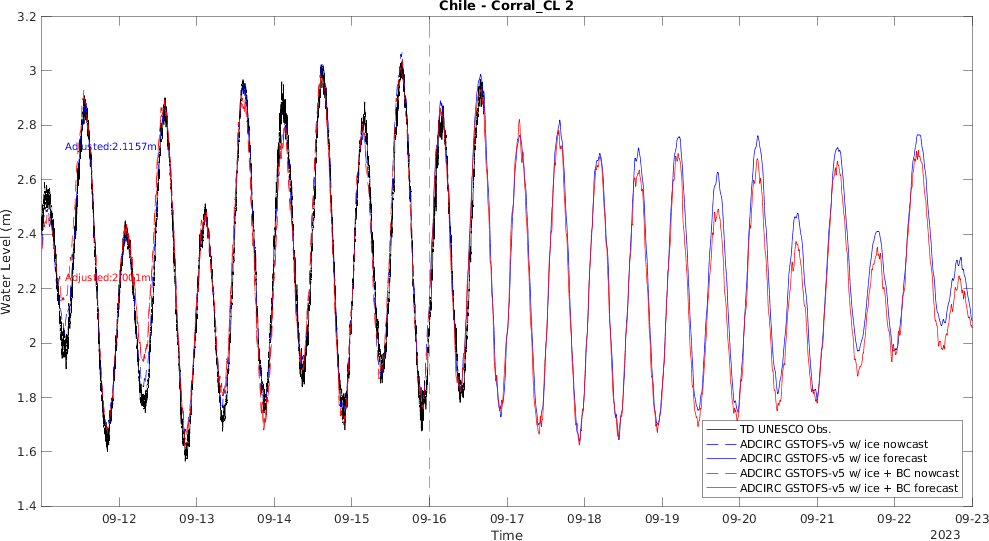 Chile - Corral_CL 2
3.2
3
2.8
2.6
2.4
2.2
2
1.8
1.6
1.4
Water Level (m)
Adjusted:2.1157m
Adjusted:2.001m
TD UNESCO Obs.
ADCIRC GSTOFS-v5 w/ ice nowcast
ADCIRC GSTOFS-v5 w/ ice forecast
ADCIRC GSTOFS-v5 w/ ice + BC nowcast
ADCIRC GSTOFS-v5 w/ ice + BC forecast
09-12 09-13 09-14 09-15 09-16 09-17 09-18 09-19 09-20 09-21 09-22 09-23
Time
2023